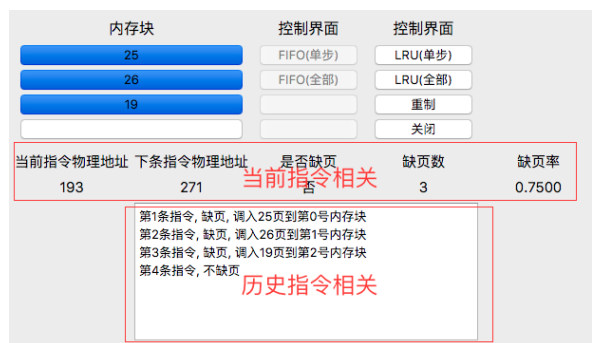 内存块 控制界面 控制界面
25 FIFO(单步) LRU(单步)
26 FIFO(全部) LRU(全部)
19 重制
关闭
当前指令物理地址 下条指令物理地址 是否缺页 缺页数 缺页率
193 271 否 3 0.7500
当前指令相关
第1条指令, 缺页, 调入25页到第0号内存块
第2条指令, 缺页, 调入26页到第1号内存块
第3条指令, 缺页, 调入19页到第2号内存块
第4条指令, 不缺页
历史指令相关